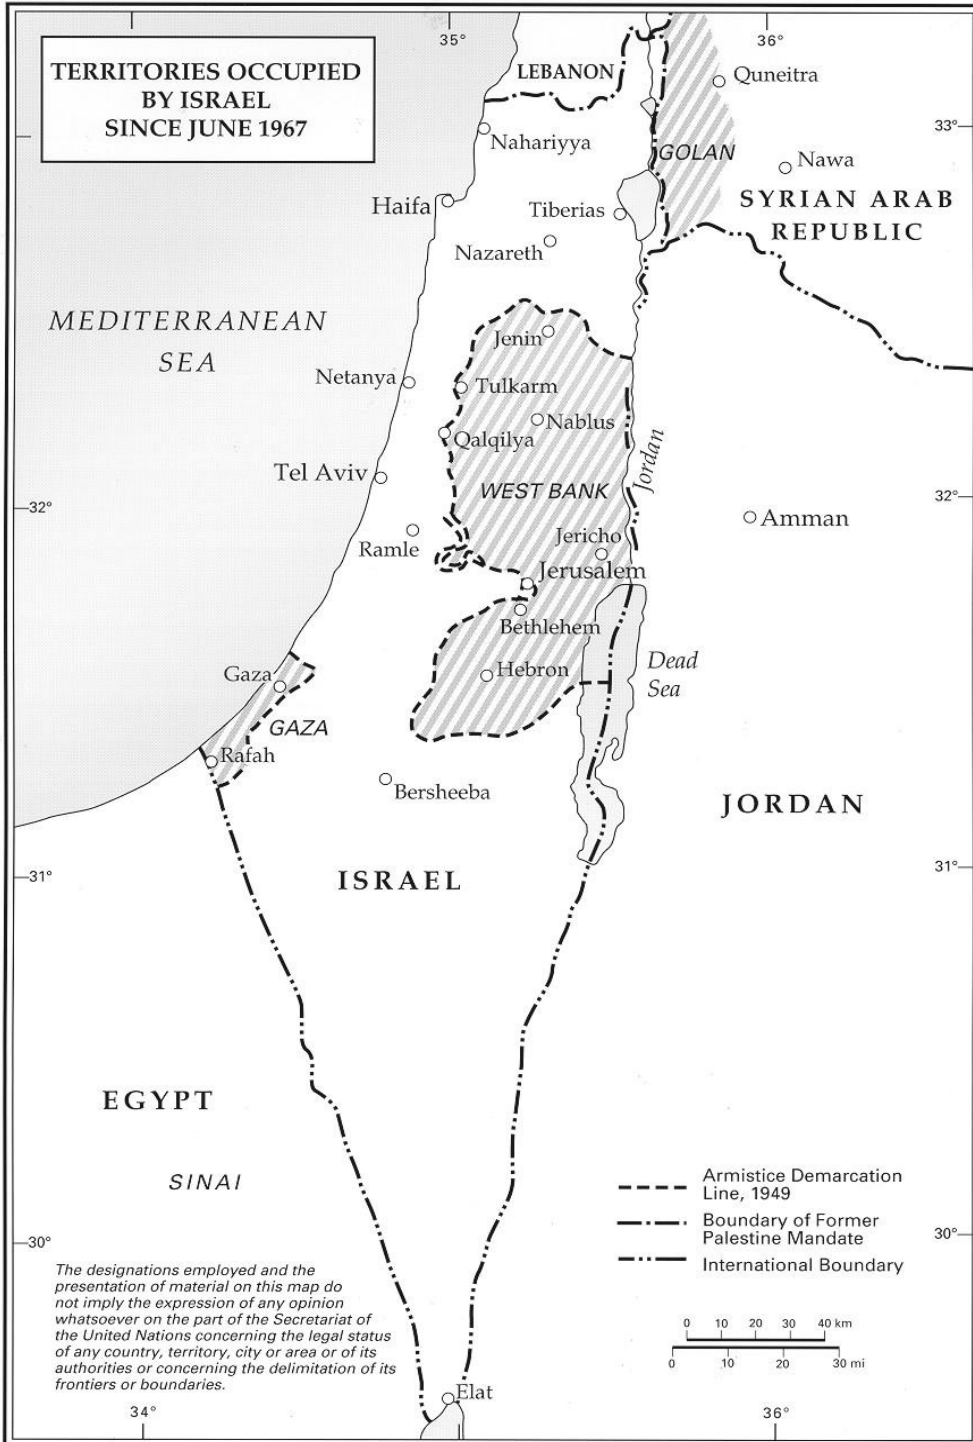 TERRITORIES OCCUPIED
BY ISRAEL
SINCE JUNE 1967
35°
36°
LEBANON
Quneitra
33°
Nahariyya
GOLAN
Nawa
Haifa
Tiberias
SYRIAN ARAB
REPUBLIC
Nazareth
MEDITERRANEAN
SEA
Jenin
Netanya
Tulkarm
Nablus
Qalqilya
Jordan
Tel Aviv
WEST BANK
32°
32°
Amman
Ramle
Jericho
Jerusalem
Bethlehem
Hebron
Dead
Sea
Gaza
GAZA
Rafah
Bersheeba
JORDAN
31°
31°
ISRAEL
EGYPT
SINAI
Armistice Demarcation
Line, 1949
Boundary of Former
Palestine Mandate
International Boundary
30°
30°
The designations employed and the
presentation of material on this map do
not imply the expression of any opinion
whatsoever on the part of the Secretariat of
the United Nations concerning the legal status
of any country, territory, city or area or of its
authorities or concerning the delimitation of its
frontiers or boundaries.
0 10 20 30 40 km
0 10 20 30 mi
Elat
34°
36°